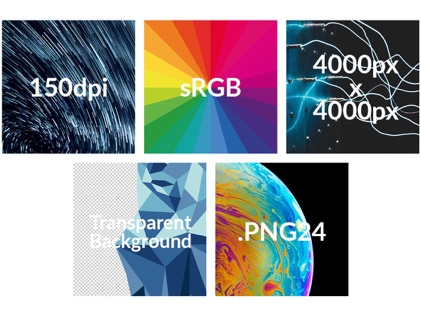 150dpi
sRGB
4000px
x
4000px
Transparent
Background
.PNG24